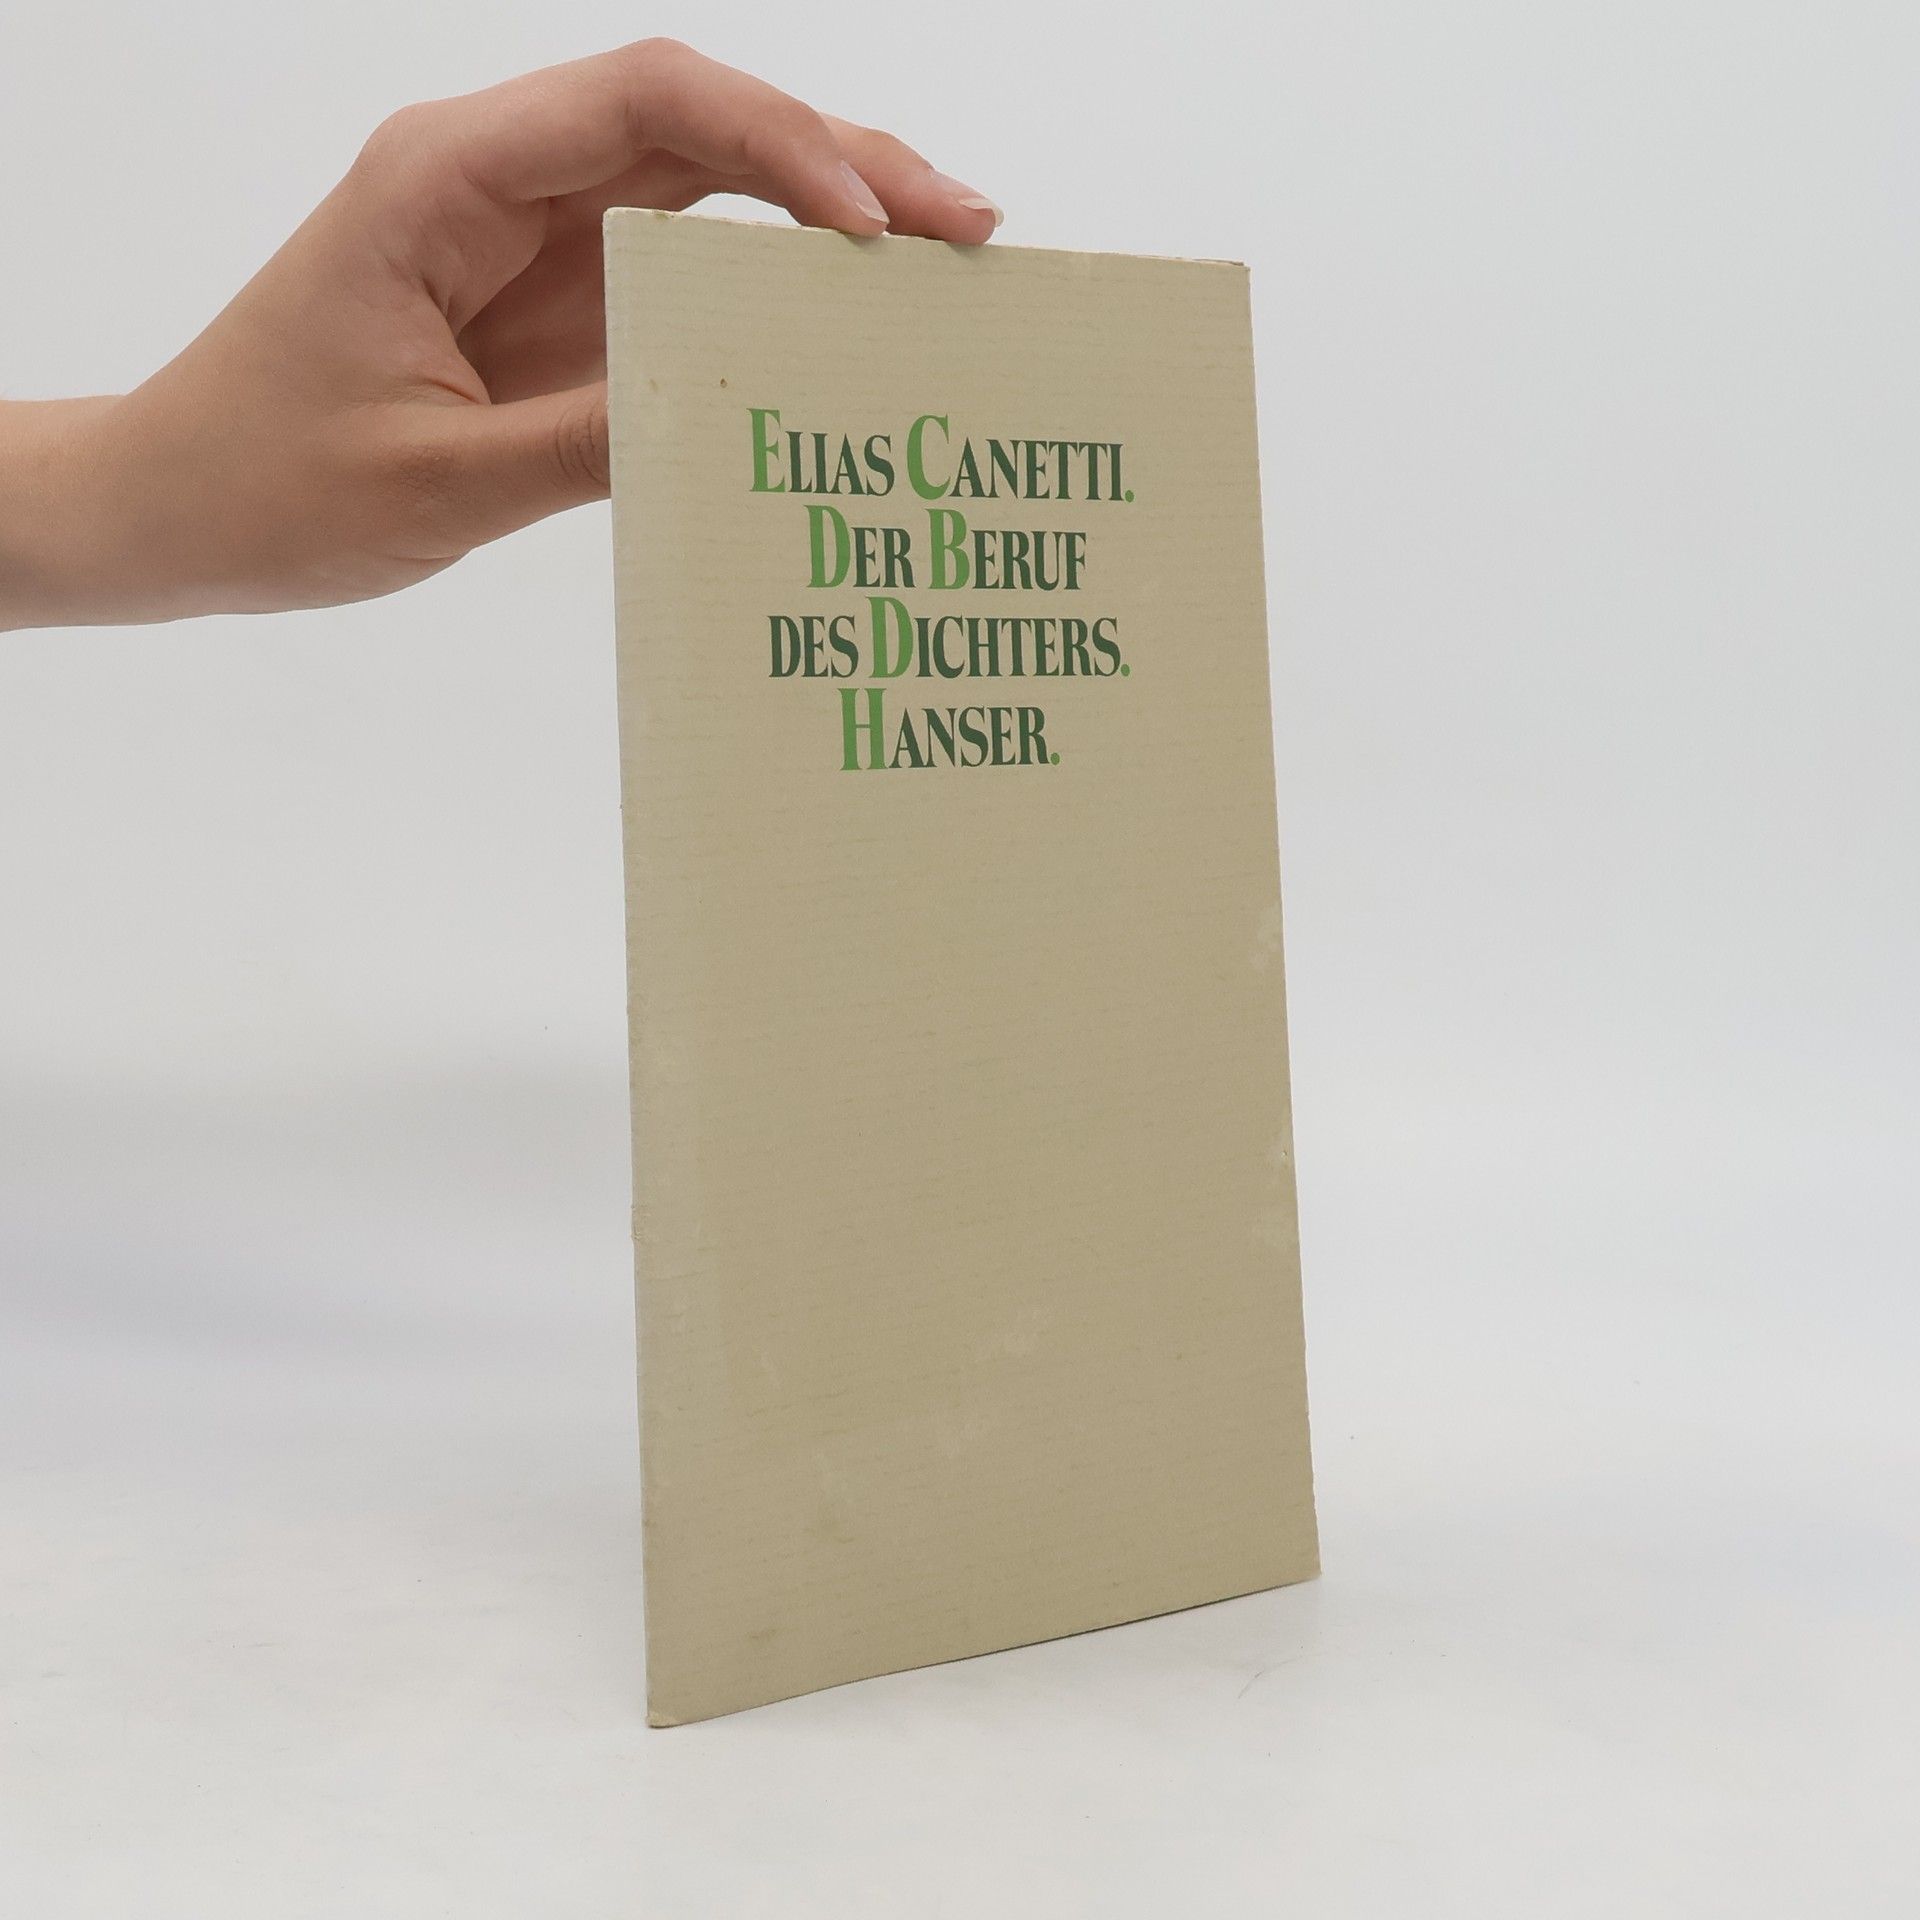 ELIAS CANETTI.
DER BERUF
DES DICHTERS.
HANSER.